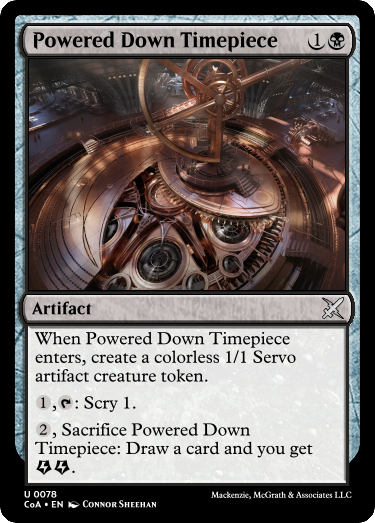 Powered Down Timepiece 1
Artifact
When Powered Down Timepiece
enters, create a colorless 1/1 Servo
artifact creature token.
1, : Scry 1.
2, Sacrifice Powered Down
Timepiece: Draw a card and you get
.
U 0078 Mackenzie, McGrath & Associates LLC
CoA • EN Connor Sheehan